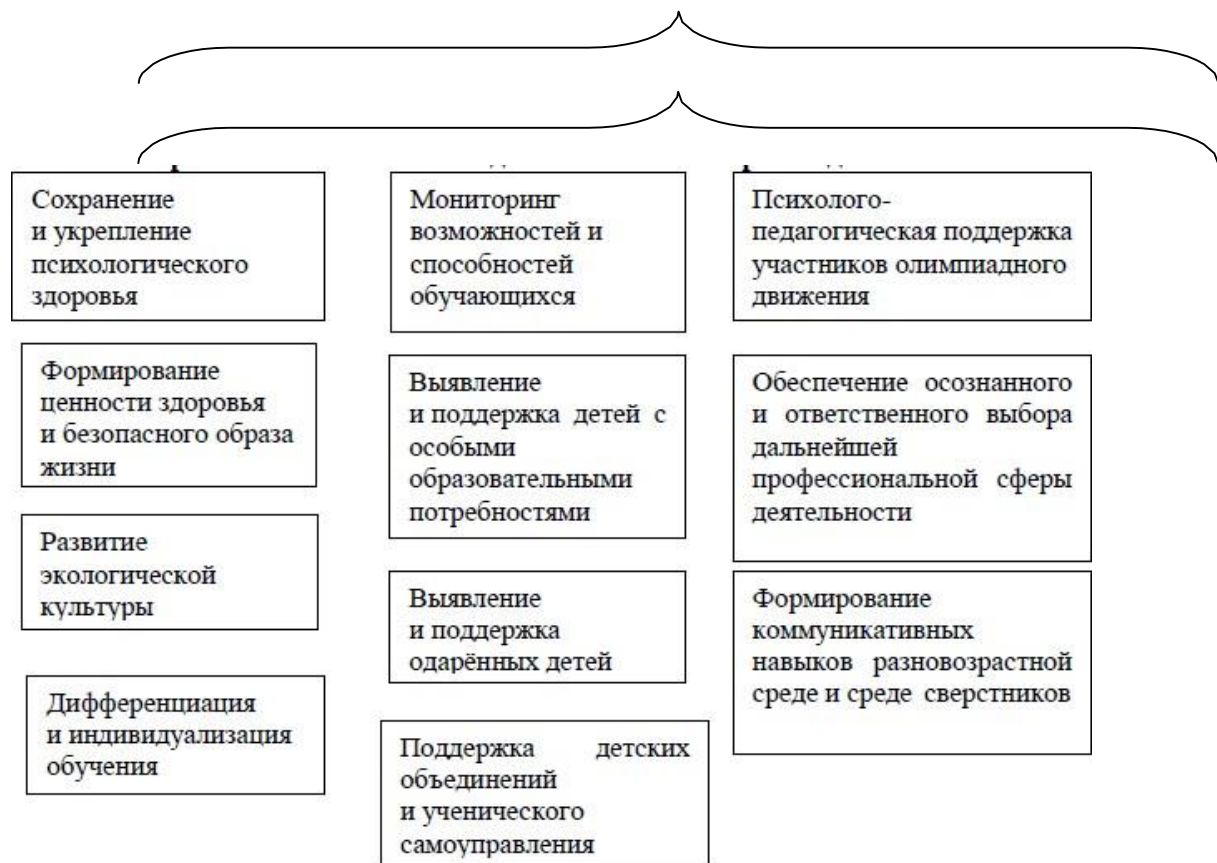 Сохранение
и укрепление
психологического
здоровья
Формирование
ценности здоровья
и безопасного образа
жизни
Развитие
экологической
культуры
Дифференциация
и индивидуализация
обучения
Мониторинг
возможностей и
способностей
обучающихся
Выявление
и поддержка детей с
особыми
образовательными
потребностями
Выявление
и поддержка
одарённых детей
Поддержка детских
объединений
и ученического
самоуправления
Психолого-
педагогическая поддержка
участников олимпиадного
движения
Обеспечение осознанного
и ответственного выбора
дальнейшей
профессиональной сферы
деятельности
Формирование
коммуникативных
навыков разновозрастной
среде и среде сверстников